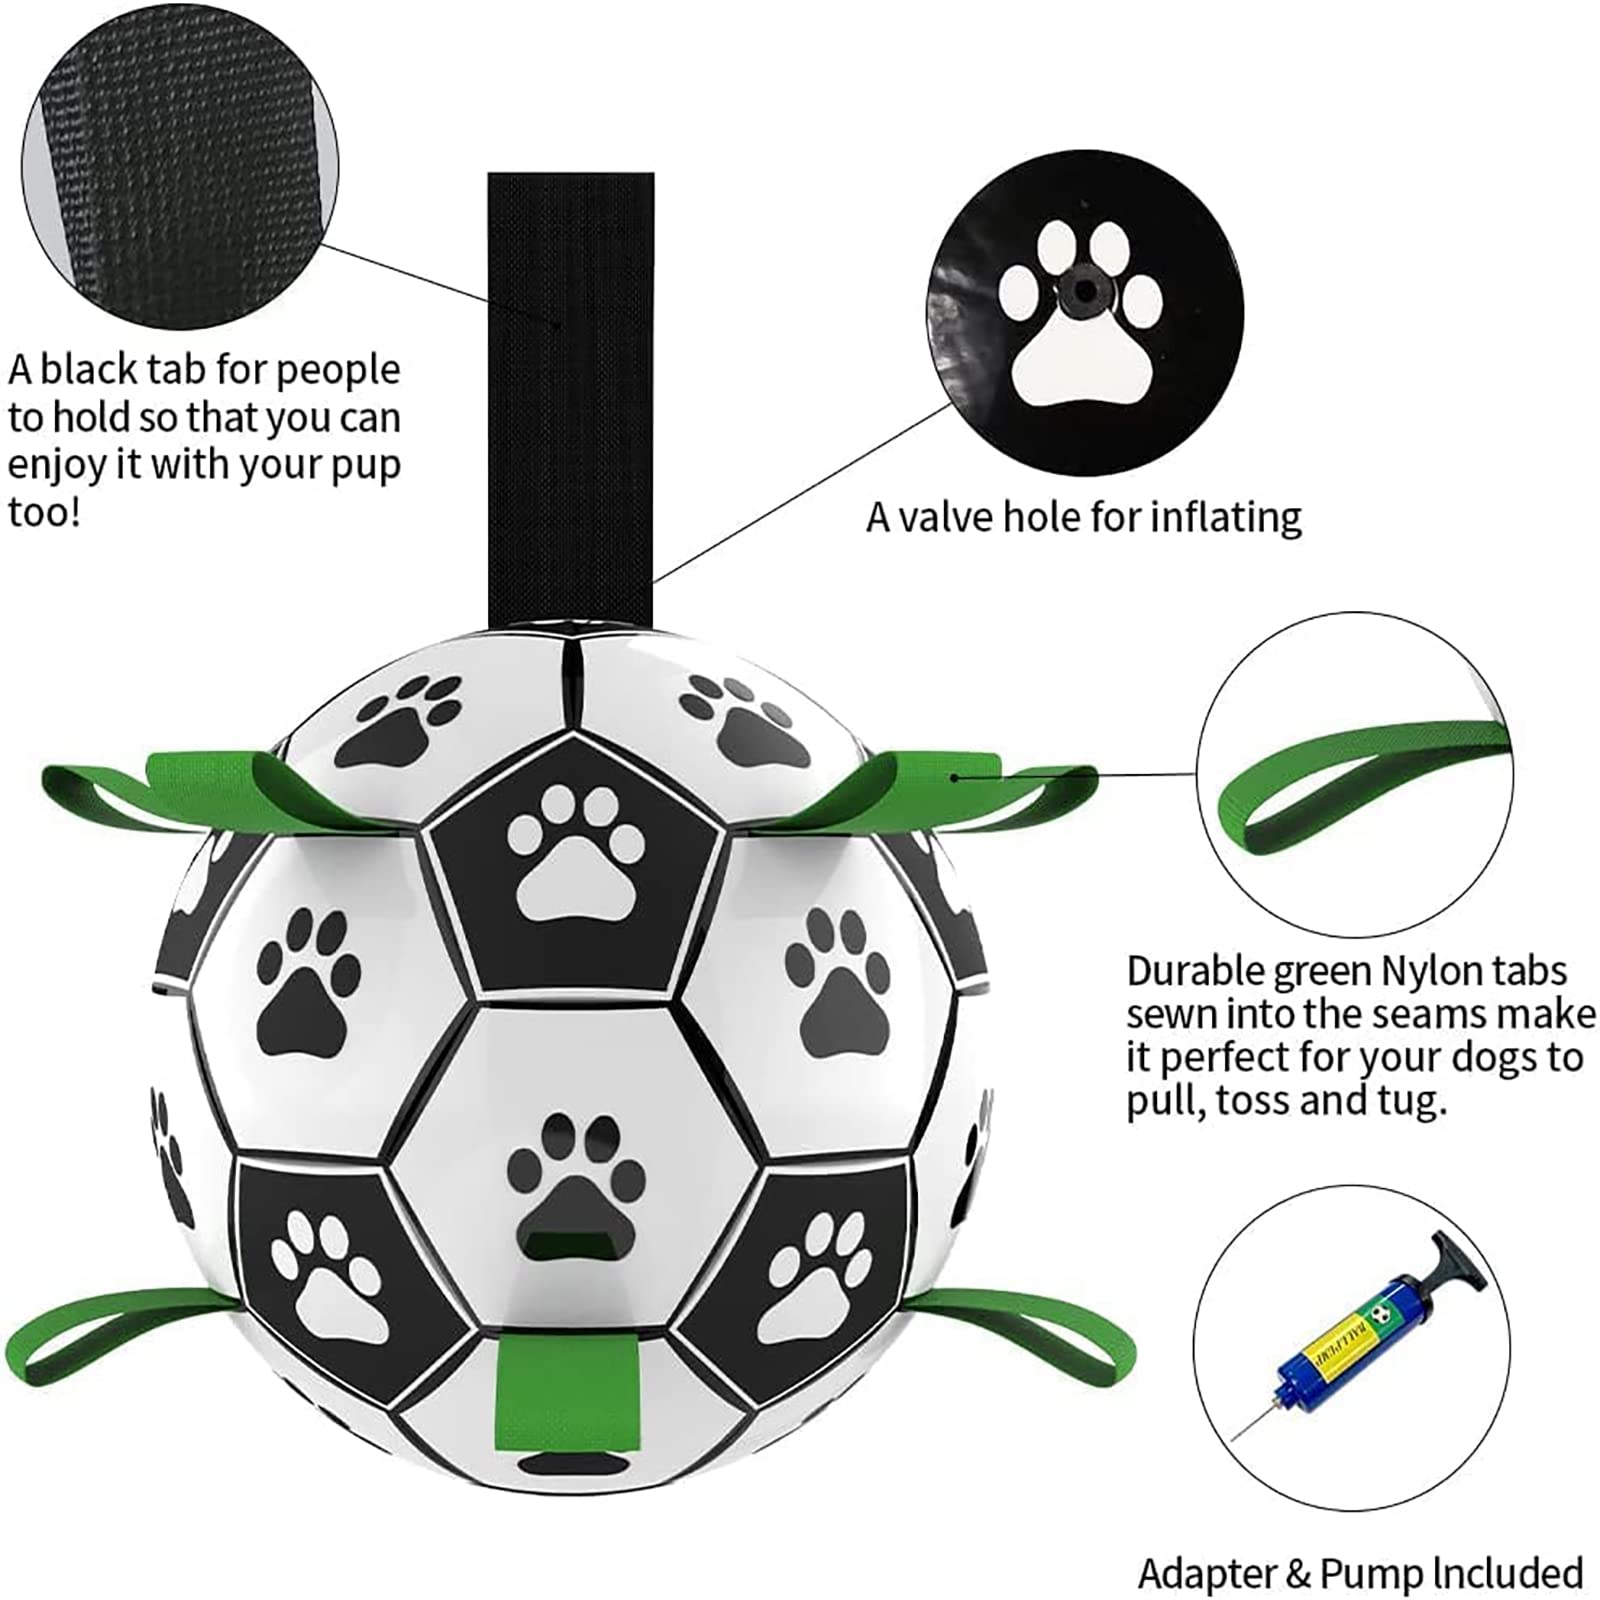 A black tab for people
to hold so that you can
enjoy it with your pup
too!
A valve hole for inflating
Durable green Nylon tabs
sewn into the seams make
it perfect for your dogs to
pull, toss and tug.
BALL PUMP
Adapter & Pump Included